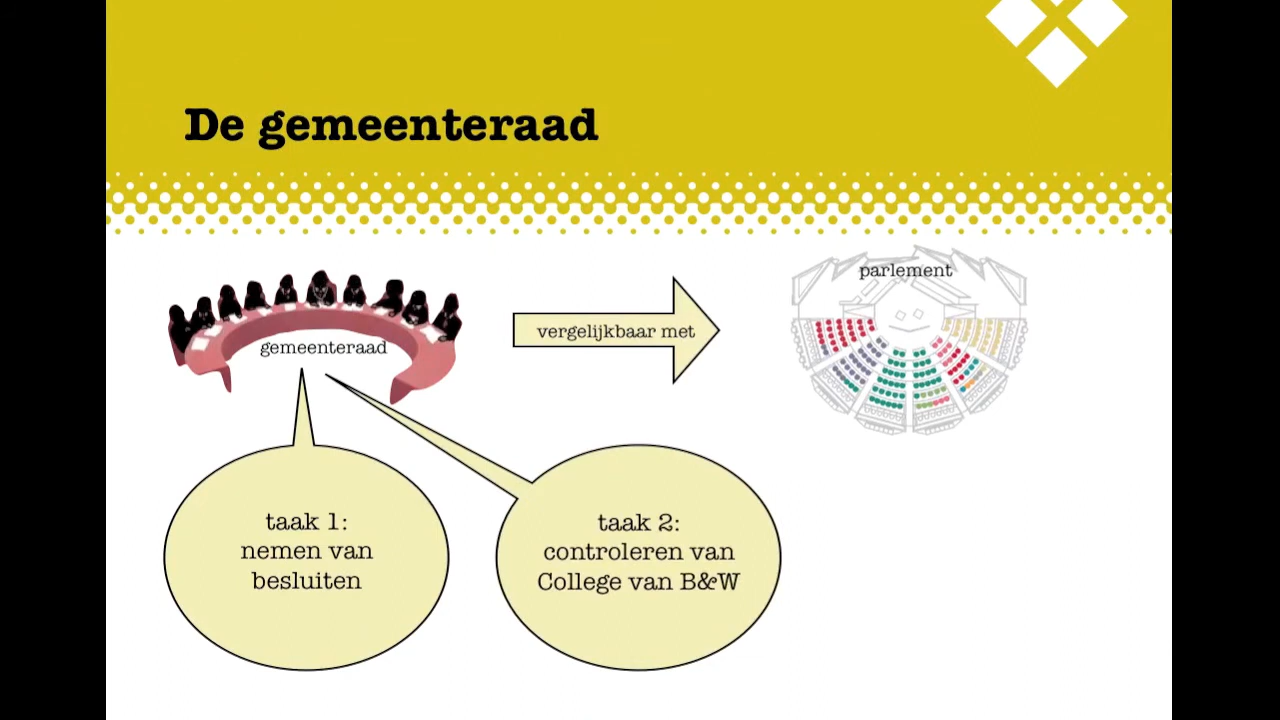 De gemeenteraad
parlement
vergelijkbaar met
gemeenteraad
taak 1:
nemen van
besluiten
taak 2:
controleren van
College van B&W